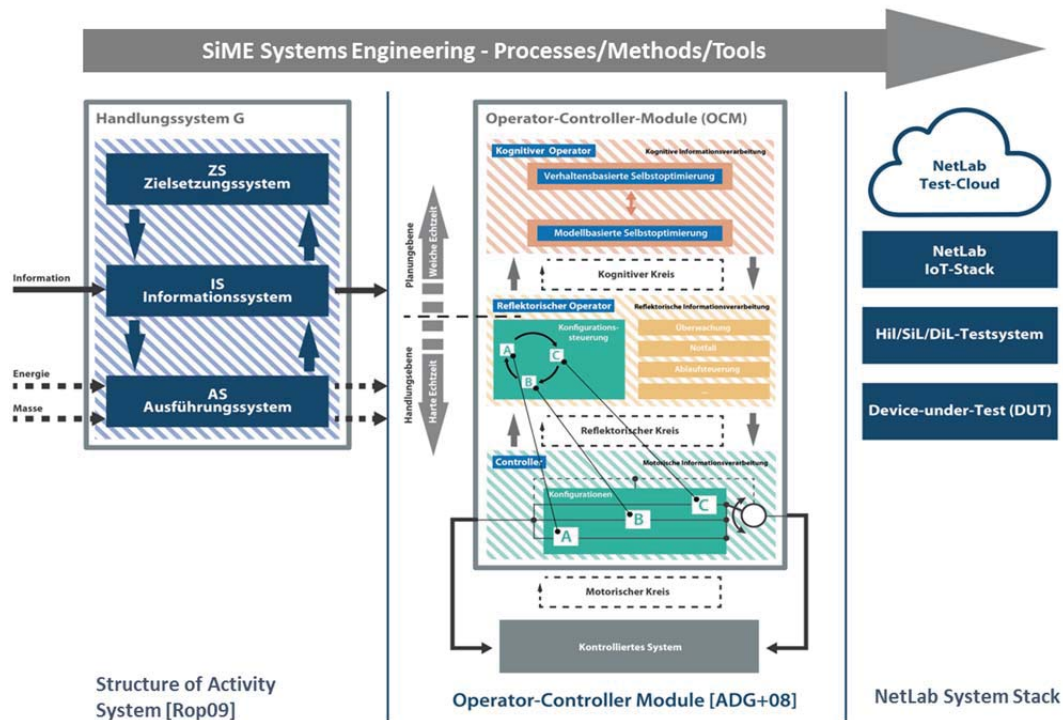 SiME Systems Engineering - Processes/Methods/Tools
Handlungssystem G
ZS
Zielsetzungssystem
Information
IS
Informationssystem
Energie
Masse
AS
Ausführungssystem
Structure of Activity
System [Rop09]
Planungebene
Weiche Echtzeit
Handlungsebene
Harte Echtzeit
Operator-Controller-Module (OCM)
Kognitiver Operator
Kognitive Informationsverarbeitung
Verhaltensbasierte Selbstoptimierung
Modellbasierte Selbstoptimierung
Kognitiver Kreis
Reflektorischer Operator
Reflektorische Informationsverarbeitung
Konfigurations-
steuerung
A
B
C
Überwachung
Notfall
Ablaufsteuerung
...
Reflektorischer Kreis
Controller
Motorische Informationsverarbeitung
Konfigurationen
A
B
C
Motorischer Kreis
Kontrolliertes System
Operator-Controller Module [ADG+08]
NetLab
Test-Cloud
NetLab
IoT-Stack
Hil/SiL/DiL-Testsystem
Device-under-Test (DUT)
NetLab System Stack